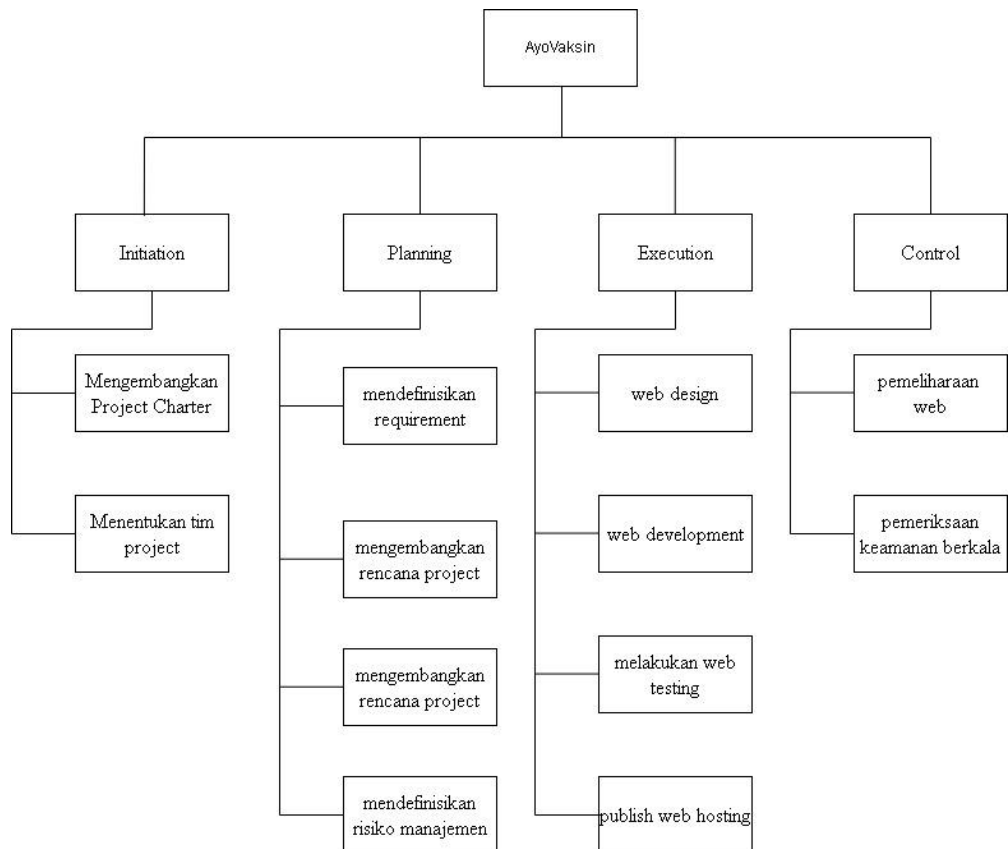 AyoVaksin
Initiation
Planning
Execution
Control
Mengembangkan
Project Charter
Menentukan tim
project
mendefinisikan
requirement
mengembangkan
rencana project
mengembangkan
rencana project
mendefinisikan
risiko manajemen
web design
web development
melakukan web
testing
publish web hosting
pemeliharaan
web
pemeriksaan
keamanan berkala